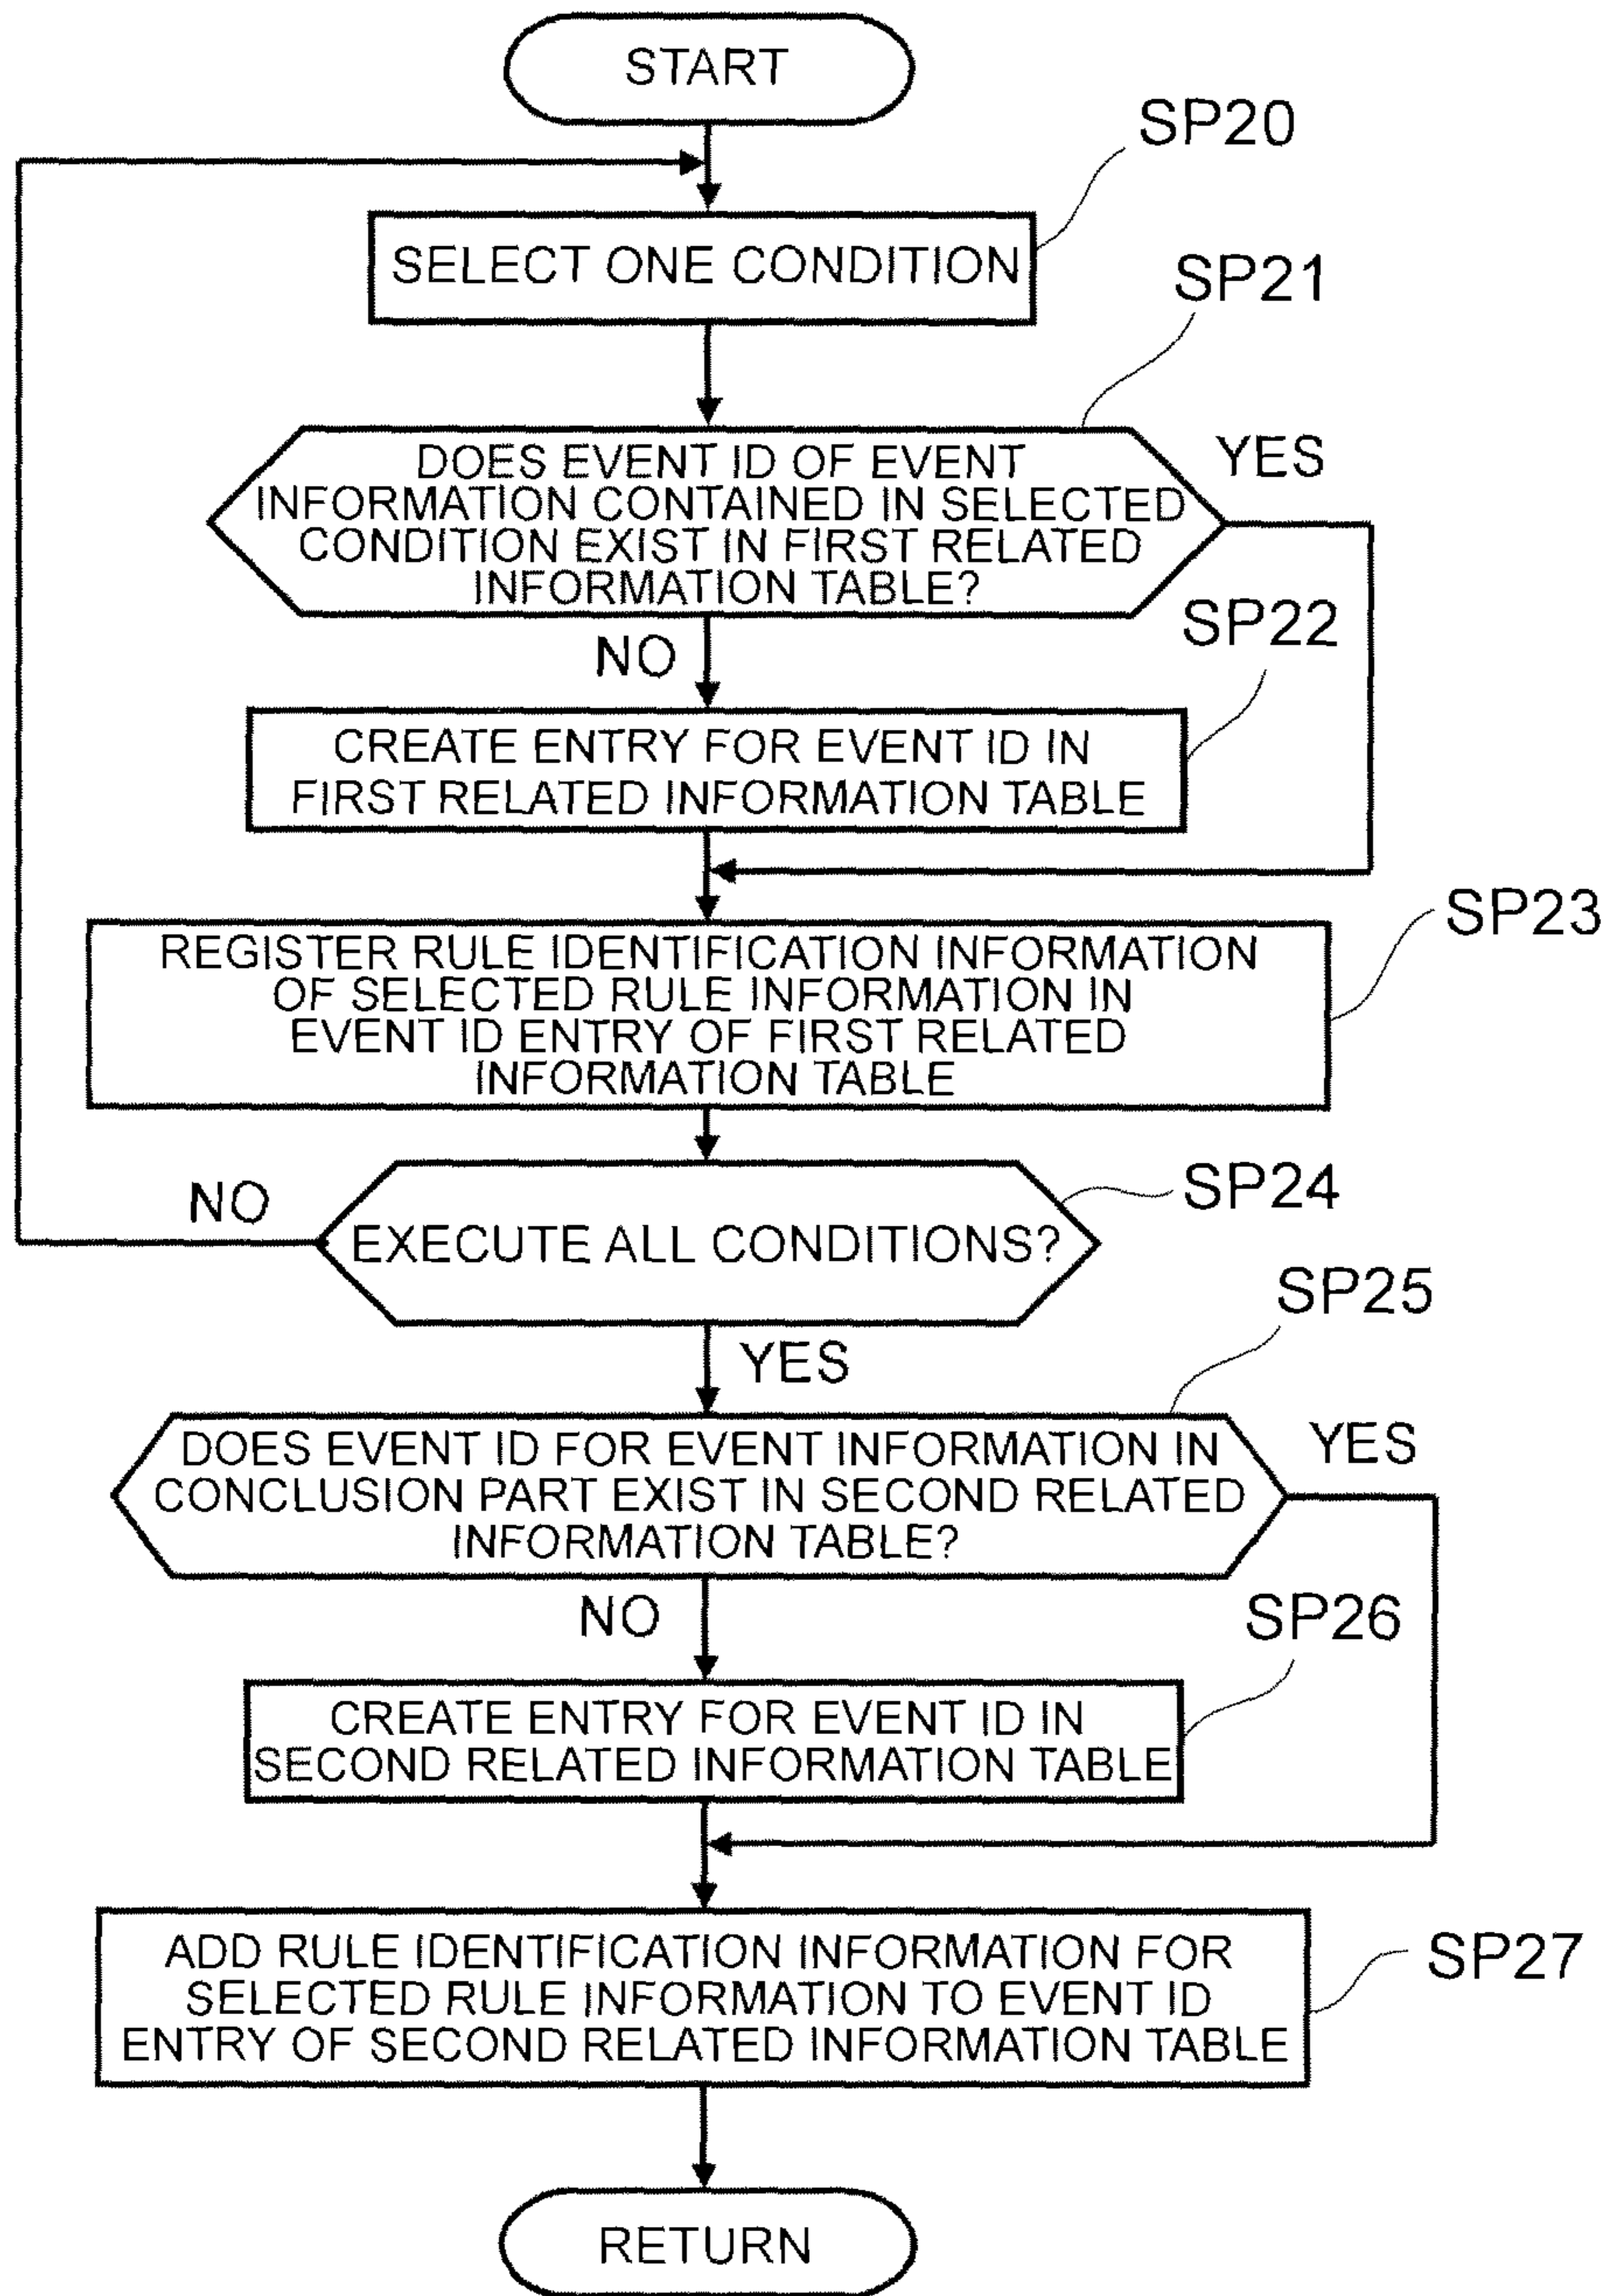 START
SP20
SELECT ONE CONDITION
SP21
DOES EVENT ID OF EVENT
INFORMATION CONTAINED IN SELECTED
CONDITION EXIST IN FIRST RELATED
INFORMATION TABLE?
YES
NO
SP22
CREATE ENTRY FOR EVENT ID IN
FIRST RELATED INFORMATION TABLE
SP23
REGISTER RULE IDENTIFICATION INFORMATION
OF SELECTED RULE INFORMATION IN
EVENT ID ENTRY OF FIRST RELATED
INFORMATION TABLE
NO
SP24
EXECUTE ALL CONDITIONS?
YES
SP25
DOES EVENT ID FOR EVENT INFORMATION IN
CONCLUSION PART EXIST IN SECOND RELATED
INFORMATION TABLE?
YES
NO
SP26
CREATE ENTRY FOR EVENT ID IN
SECOND RELATED INFORMATION TABLE
SP27
ADD RULE IDENTIFICATION INFORMATION FOR
SELECTED RULE INFORMATION TO EVENT ID
ENTRY OF SECOND RELATED INFORMATION TABLE
RETURN